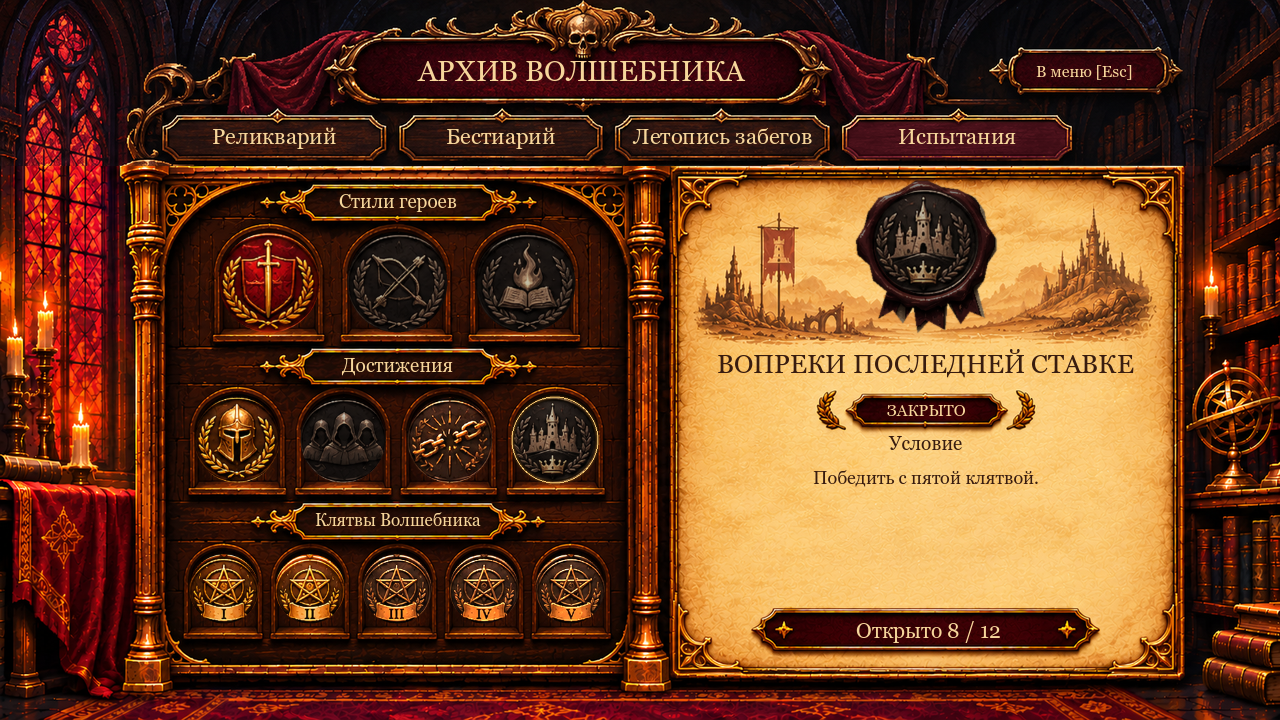 АРХИВ ВОЛШЕБНИКА
В меню [Esc]
Реликварий
Бестиарий
Летопись забегов
Испытания
Стили героев
Достижения
Клятвы Волшебника
I
II
III
IV
V
ВОПРЕКИ ПОСЛЕДНЕЙ СТАВКЕ
ЗАКРЫТО
Условие
Победить с пятой клятвой.
Открыто 8 / 12